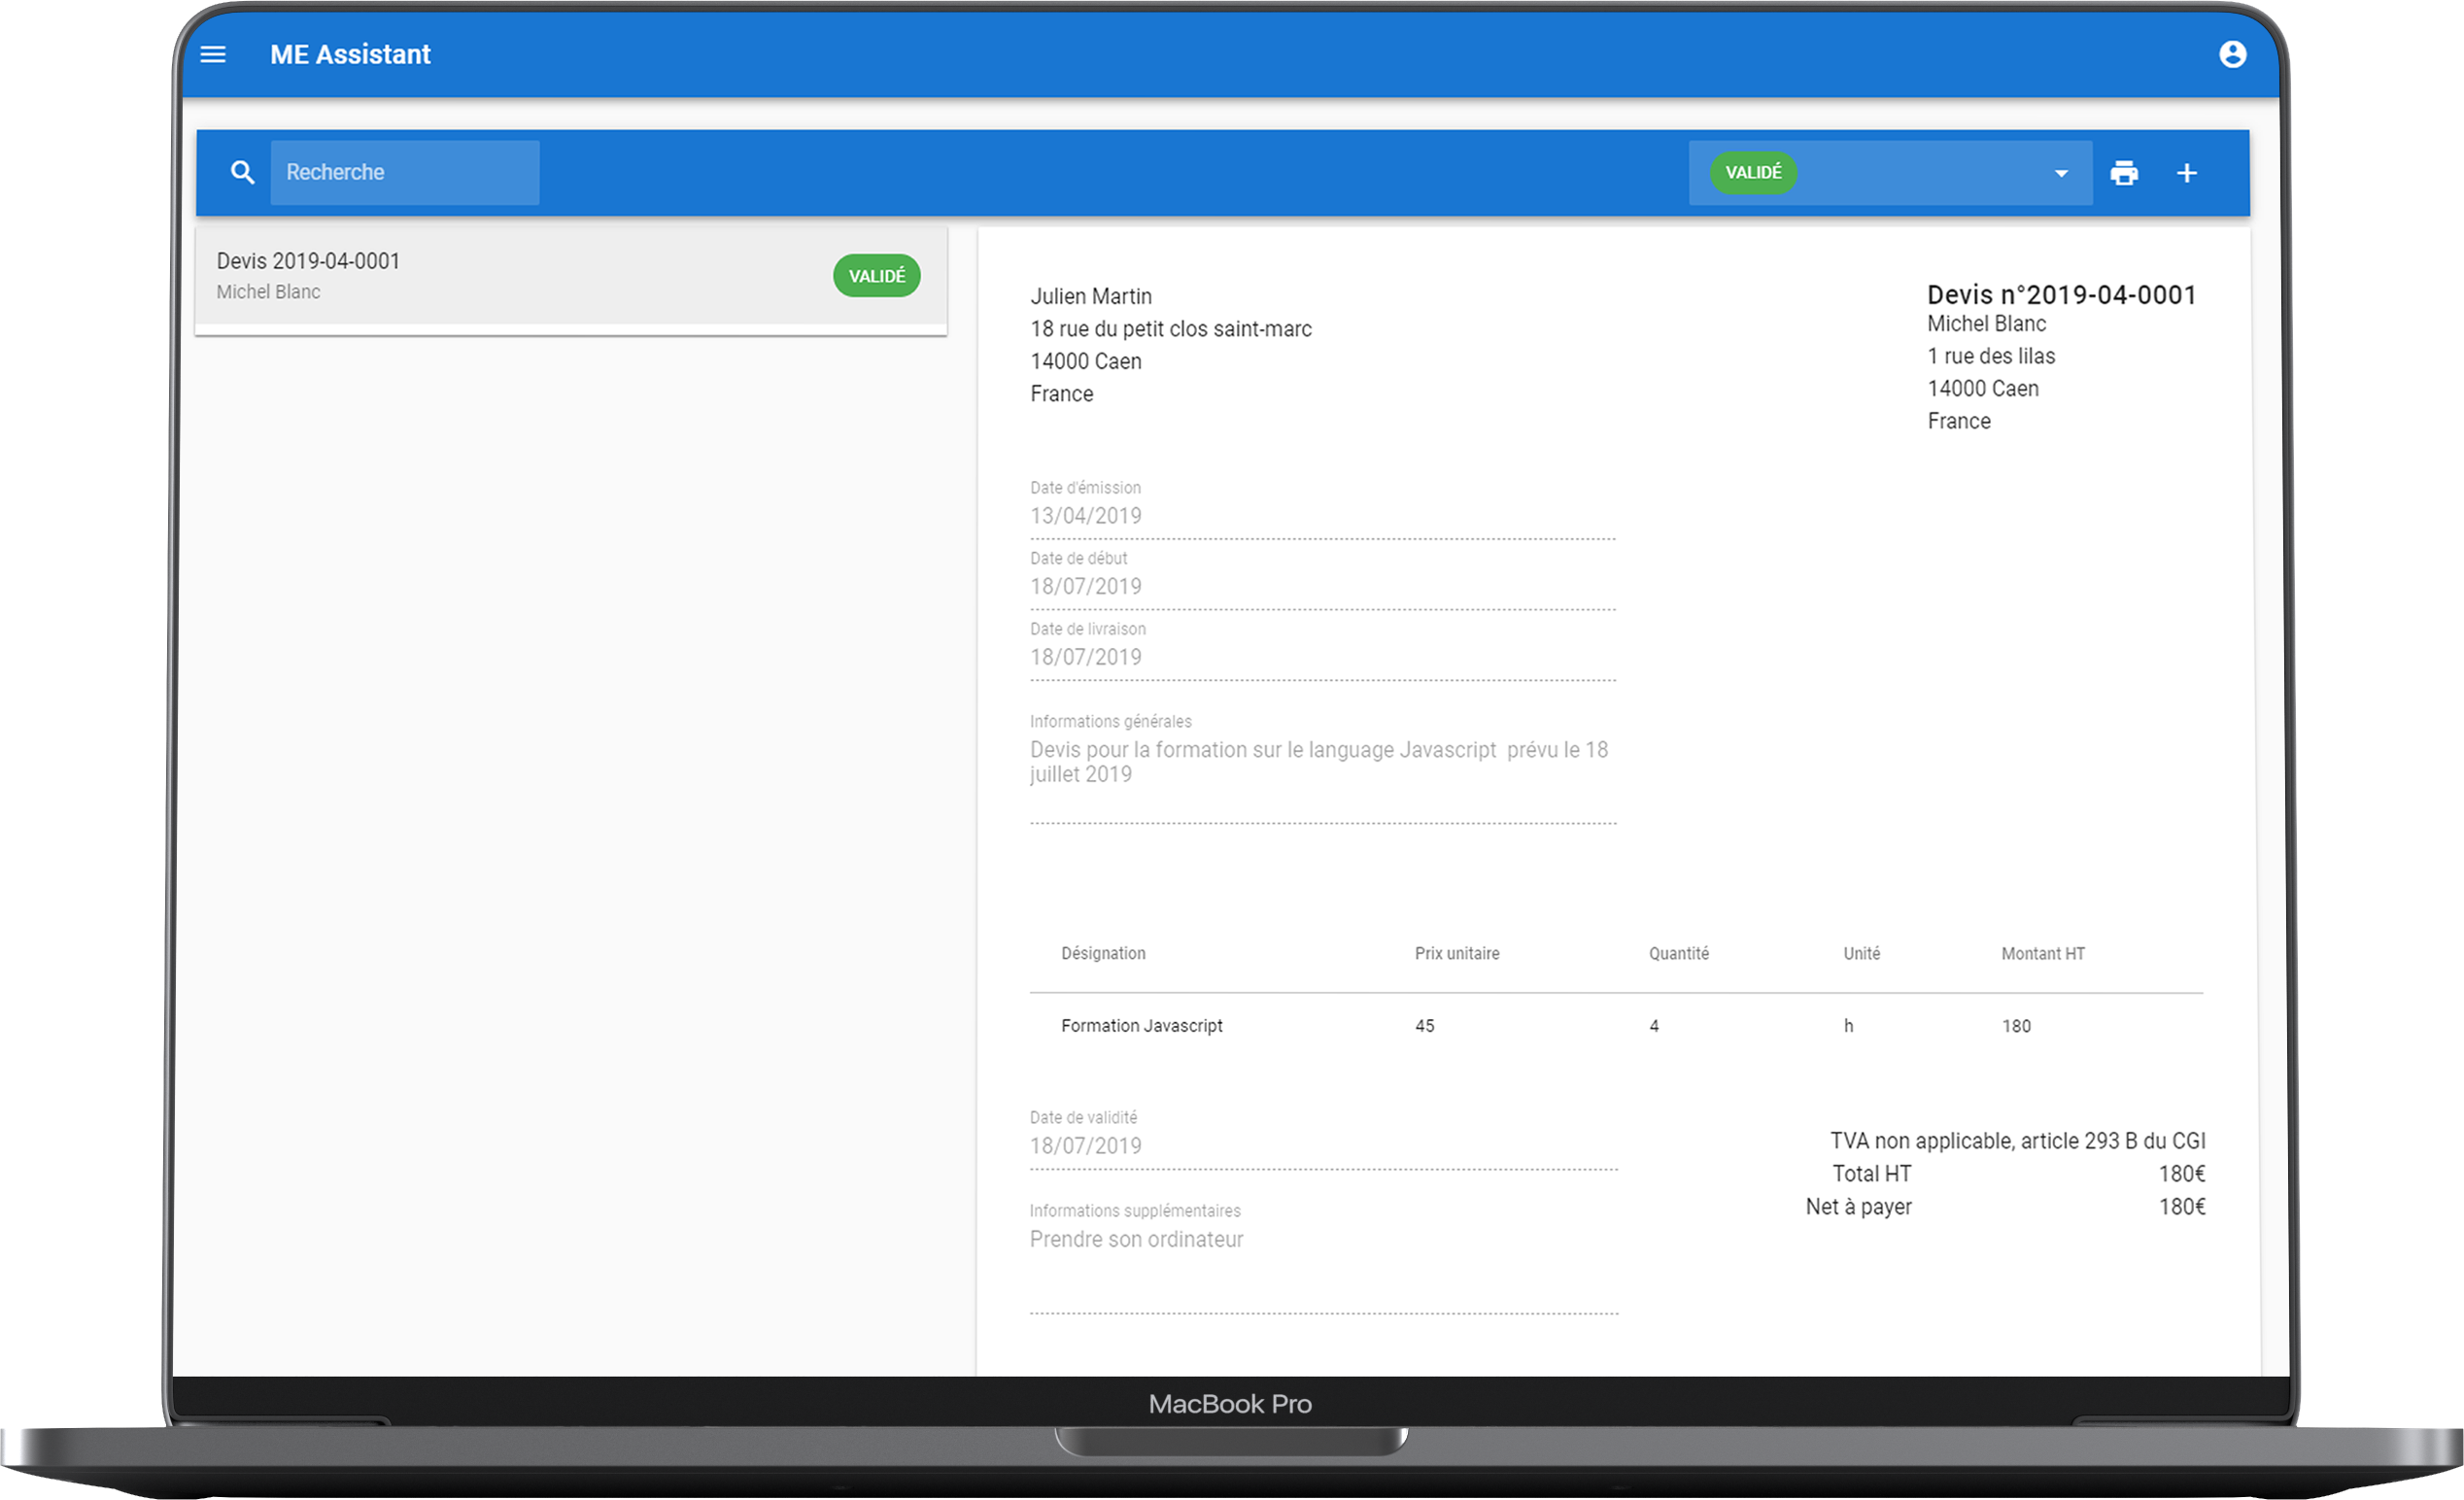 ME Assistant
Recherche
VALIDÉ
Devis 2019-04-0001
Michel Blanc
VALIDÉ
Julien Martin
18 rue du petit clos saint-marc
14000 Caen
France
Devis n°2019-04-0001
Michel Blanc
1 rue des lilas
14000 Caen
France
Date d'émission
13/04/2019
Date de début
18/07/2019
Date de livraison
18/07/2019
Informations générales
Devis pour la formation sur le language Javascript  prévu le 18
juillet 2019
Désignation Prix unitaire Quantité Unité Montant HT
Formation Javascript 45 4 h 180
Date de validité
18/07/2019
Informations supplémentaires
Prendre son ordinateur
TVA non applicable, article 293 B du CGI
Total HT 180€
Net à payer 180€
MacBook Pro